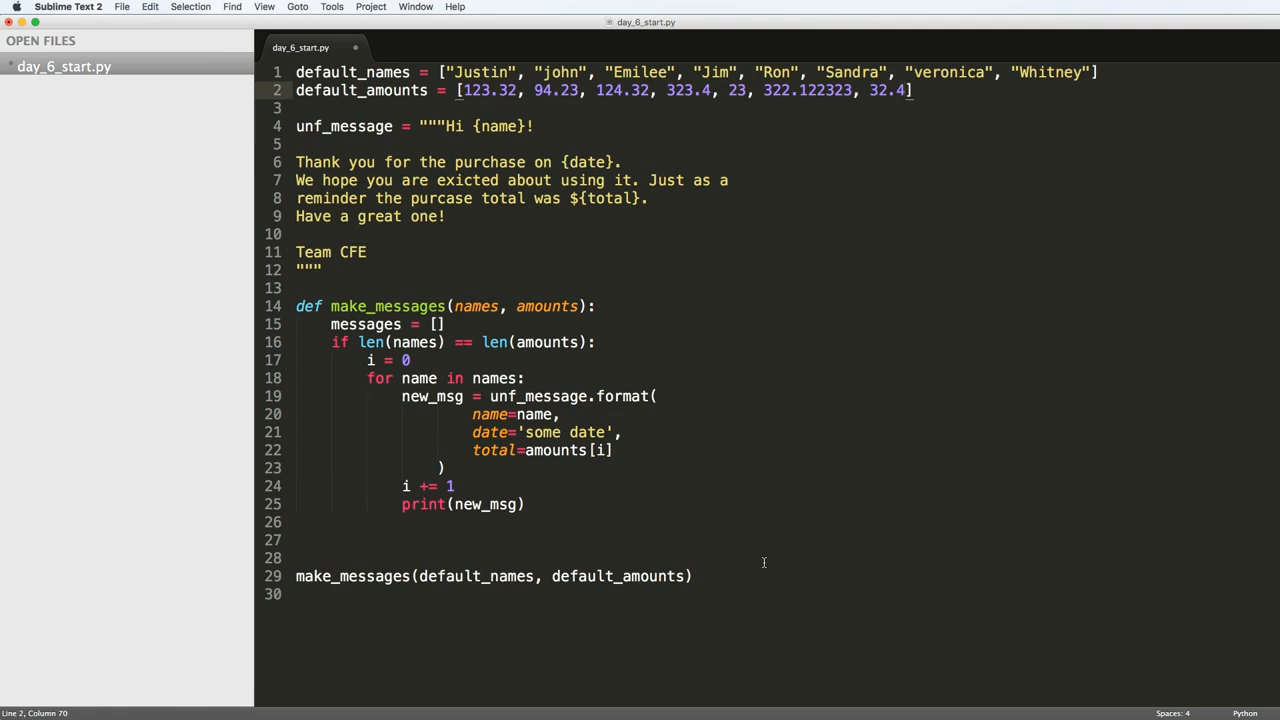 Sublime Text 2 File Edit Selection Find View Goto Tools Project Window Help
day_6_start.py
OPEN FILES
day_6_start.py
day_6_start.py
1 default_names = ["Justin", "john", "Emilee", "Jim", "Ron", "Sandra", "veronica", "Whitney"]
2 default_amounts = [123.32, 94.23, 124.32, 323.4, 23, 322.122323, 32.4]
3
4 unf_message = """Hi {name}!
5
6 Thank you for the purchase on {date}.
7 We hope you are exicted about using it. Just as a
8 reminder the purcase total was ${total}.
9 Have a great one!
10
11 Team CFE
12 """
13
14 def make_messages(names, amounts):
15     messages = []
16     if len(names) == len(amounts):
17         i = 0
18         for name in names:
19             new_msg = unf_message.format(
20                     name=name,
21                     date='some date',
22                     total=amounts[i]
23                 )
24             i += 1
25             print(new_msg)
26
27
28
29 make_messages(default_names, default_amounts)
30
Line 2, Column 70
Spaces: 4
Python